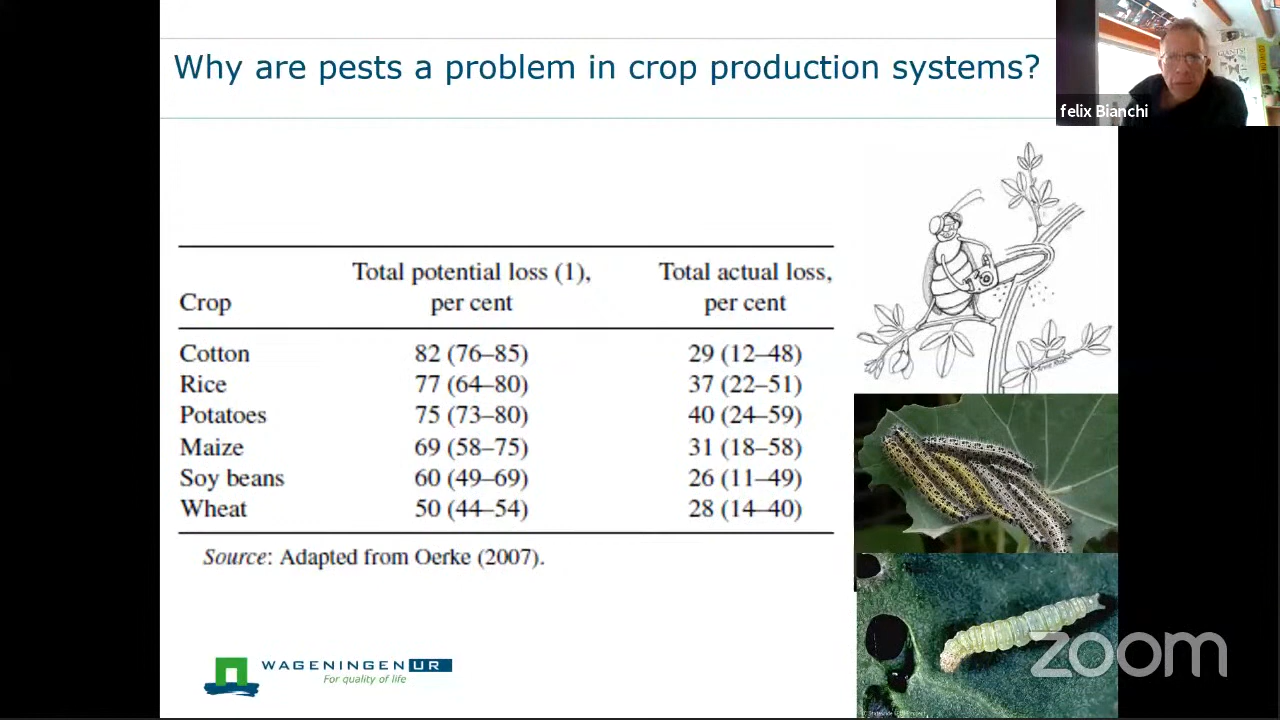 Why are pests a problem in crop production systems?
felix Bianchi
Total potential loss (1), Total actual loss,
Crop per cent per cent
Cotton 82 (76–85) 29 (12–48)
Rice 77 (64–80) 37 (22–51)
Potatoes 75 (73–80) 40 (24–59)
Maize 69 (58–75) 31 (18–58)
Soy beans 60 (49–69) 26 (11–49)
Wheat 50 (44–54) 28 (14–40)
Source: Adapted from Oerke (2007).
WAGENINGEN UR
For quality of life
zoom